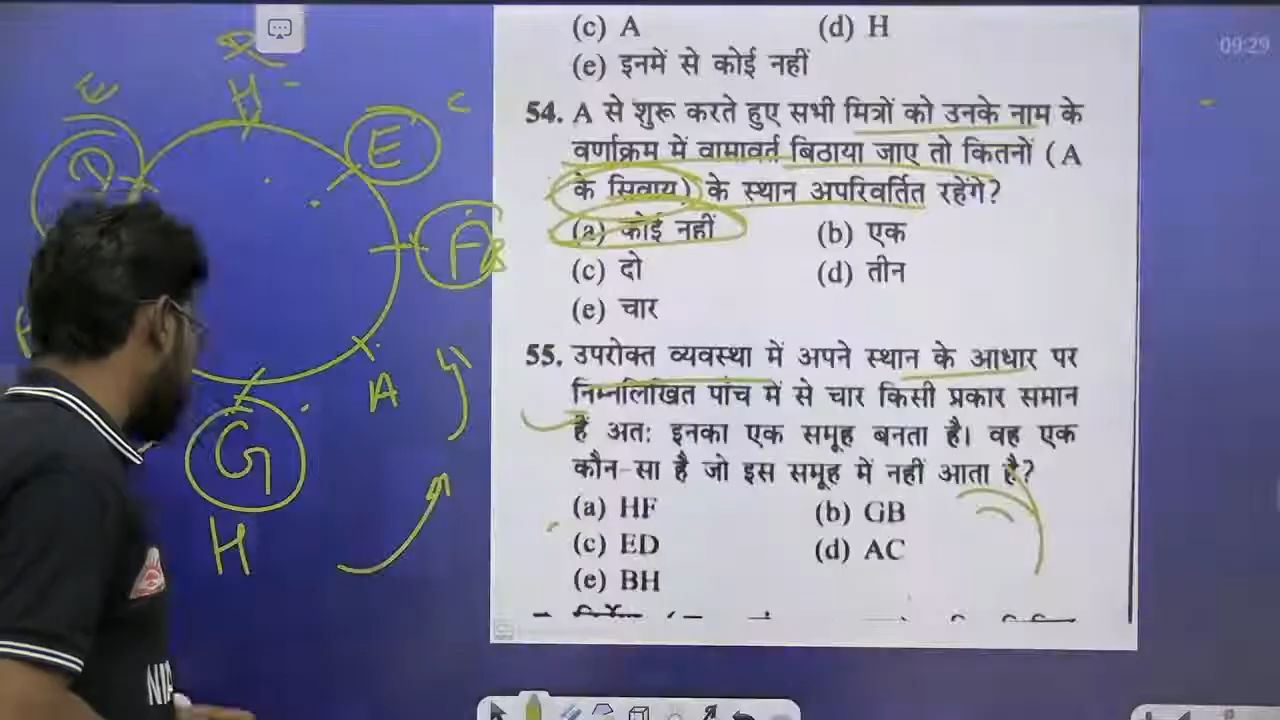 (c) A (d) H
(e) इनमें से कोई नहीं
54. A से शुरू करते हुए सभी मित्रों को उनके नाम के
वर्णाक्रम में वामावर्त बिठाया जाए तो कितनों (A
के सिवाय) के स्थान अपरिवर्तित रहेंगे?
(a) कोई नहीं (b) एक
(c) दो (d) तीन
(e) चार
55. उपरोक्त व्यवस्था में अपने स्थान के आधार पर
निम्नलिखित पांच में से चार किसी प्रकार समान
हैं अतः इनका एक समूह बनता है। वह एक
कौन-सा है जो इस समूह में नहीं आता है?
(a) HF (b) GB
(c) ED (d) AC
(e) BH
09:29
H
E
C
E
D
F
B
A
G
H